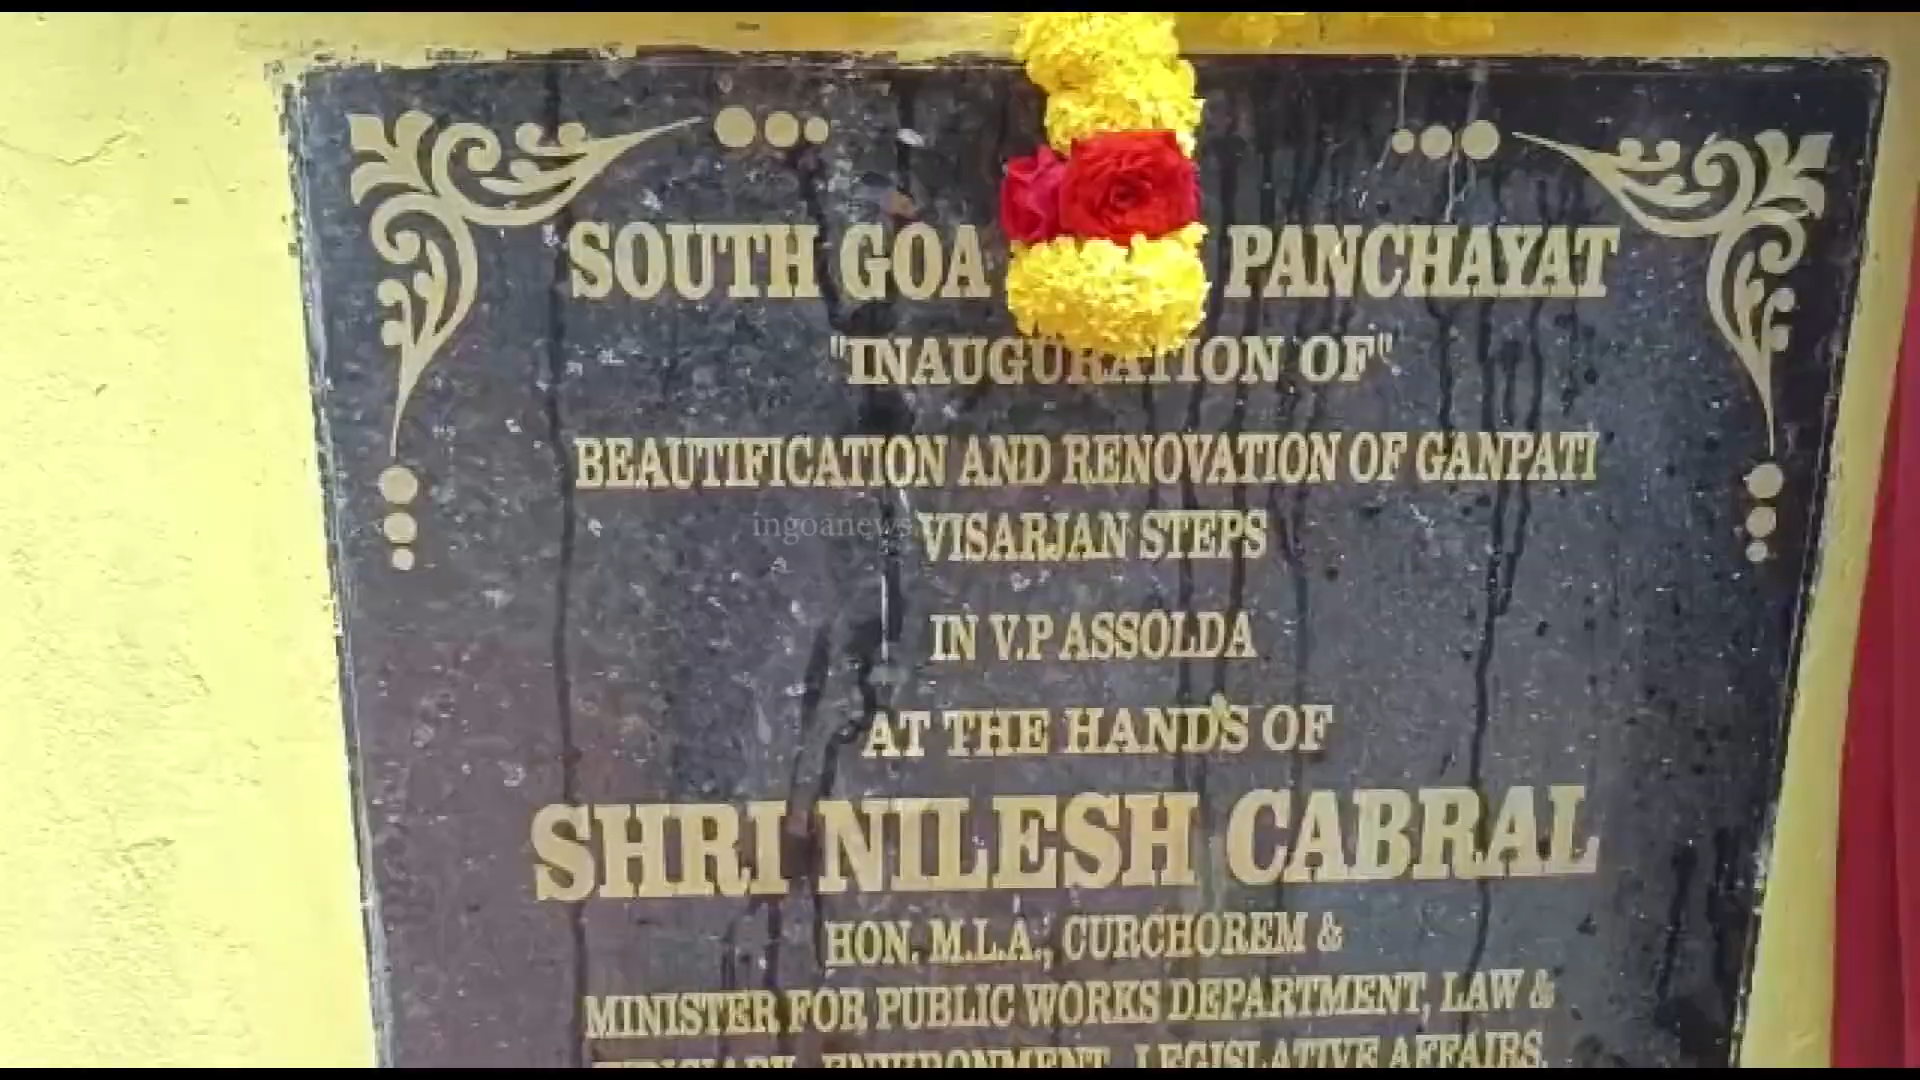 SOUTH GOA PANCHAYAT
"INAUGURATION OF"
BEAUTIFICATION AND RENOVATION OF GANPATI
VISARJAN STEPS
ingoanews
IN V.P ASSOLDA
AT THE HANDS OF
SHRI NILESH CABRAL
HON. M.L.A., CURCHOREM &
MINISTER FOR PUBLIC WORKS DEPARTMENT, LAW &
ENVIRONMENT, LEGISLATIVE AFFAIRS,